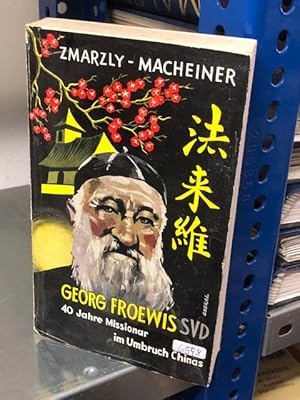 ZMARZLY - MACHEINER
法来維
GEORG FROEWIS SVD
40 Jahre Missionar
im Umbruch Chinas